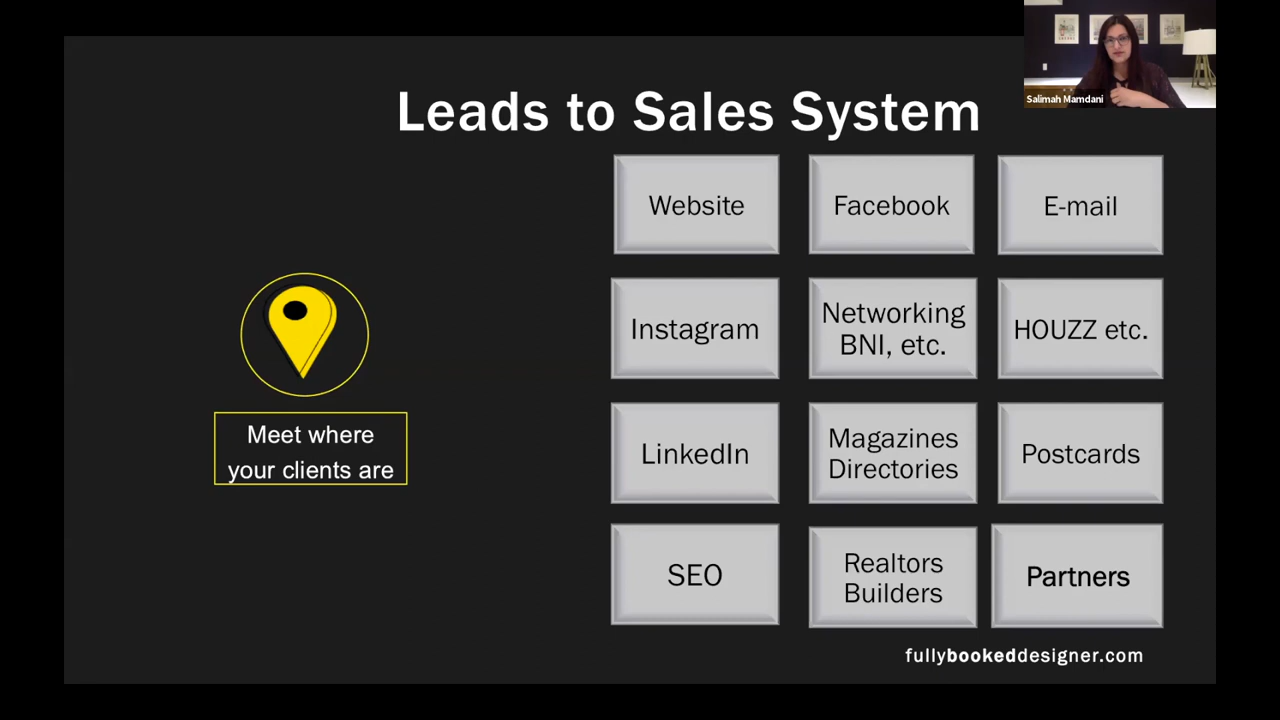 Salimah Mamdani
Leads to Sales System
Website
Facebook
E-mail
Instagram
Networking
BNI, etc.
HOUZZ etc.
Meet where
your clients are
LinkedIn
Magazines
Directories
Postcards
SEO
Realtors
Builders
Partners
fullybookeddesigner.com